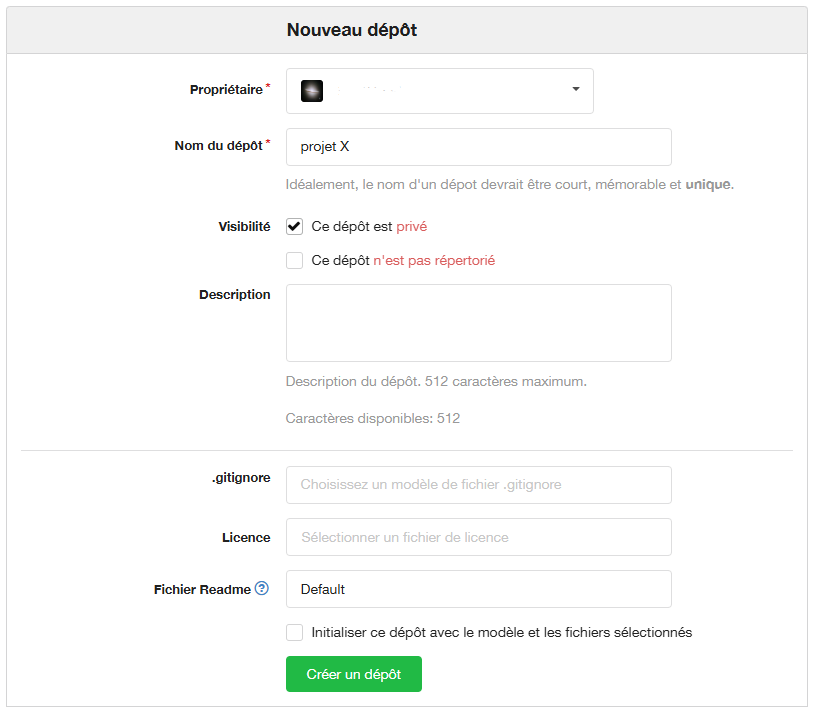 Nouveau dépôt
Propriétaire*
Nom du dépôt* projet X
Idéalement, le nom d'un dépot devrait être court, mémorable et unique.
Visibilité Ce dépôt est privé
Ce dépôt n'est pas répertorié
Description
Description du dépôt. 512 caractères maximum.
Caractères disponibles: 512
.gitignore Choisissez un modèle de fichier .gitignore
Licence Sélectionner un fichier de licence
Fichier Readme ? Default
Initialiser ce dépôt avec le modèle et les fichiers sélectionnés
Créer un dépôt